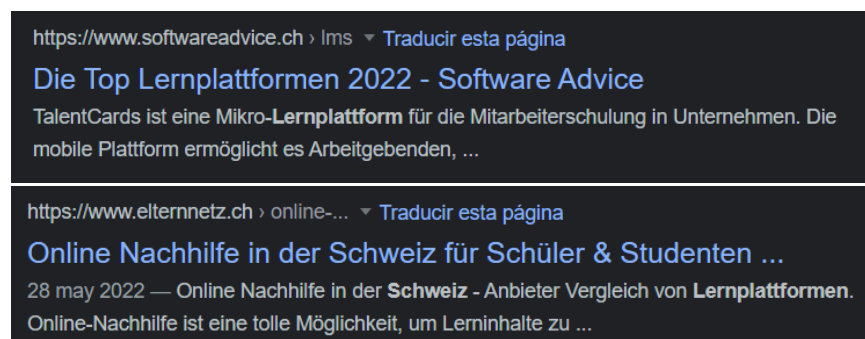 https://www.softwareadvice.ch › lms ▼ Traducir esta página
Die Top Lernplattformen 2022 - Software Advice
TalentCards ist eine Mikro-Lernplattform für die Mitarbeiterschulung in Unternehmen. Die
mobile Plattform ermöglicht es Arbeitgebenden, ...
https://www.elternnetz.ch › online-... ▼ Traducir esta página
Online Nachhilfe in der Schweiz für Schüler & Studenten ...
28 may 2022 — Online Nachhilfe in der Schweiz - Anbieter Vergleich von Lernplattformen.
Online-Nachhilfe ist eine tolle Möglichkeit, um Lerninhalte zu ...